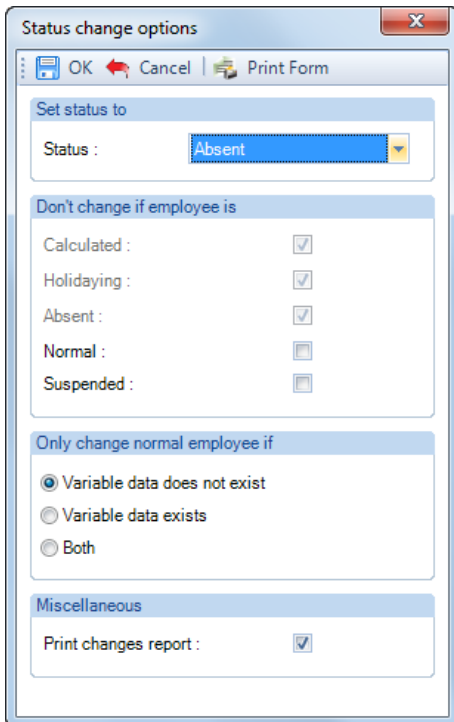 Status change options
OK Cancel Print Form
Set status to
Status : Absent
Don't change if employee is
Calculated :
Holidaying :
Absent :
Normal :
Suspended :
Only change normal employee if
Variable data does not exist
Variable data exists
Both
Miscellaneous
Print changes report :